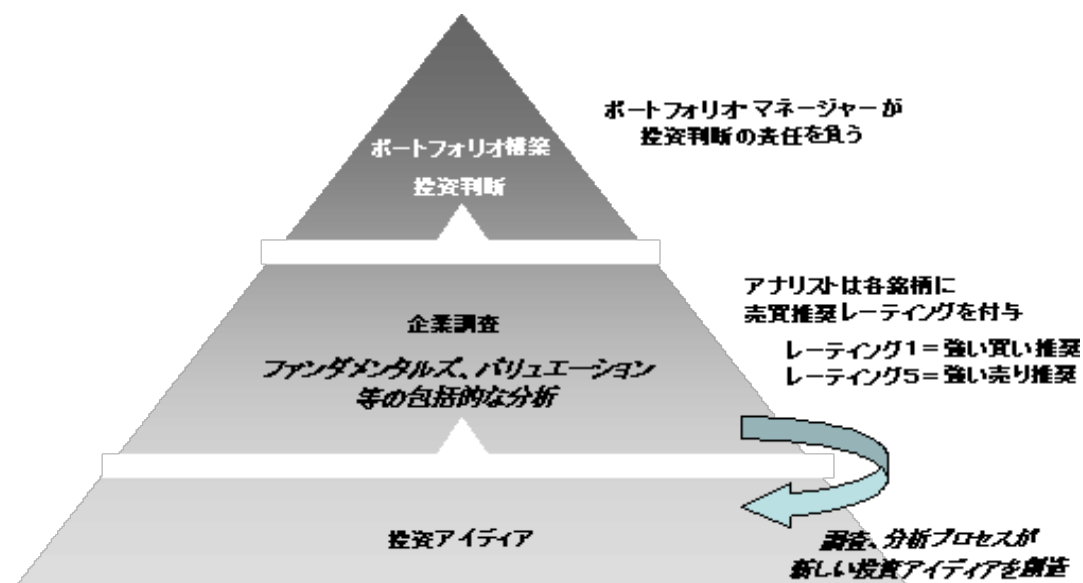 ポートフォリオ・マネージャーが
投資判断の責任を負う
ポートフォリオ構築
投資判断
アナリストは各銘柄に
売買推奨レーティングを付与
レーティング1=強い買い推奨
レーティング5=強い売り推奨
企業調査
ファンダメンタルズ、バリュエーション
等の包括的な分析
投資アイディア
調査、分析プロセスが
新しい投資アイディアを創造